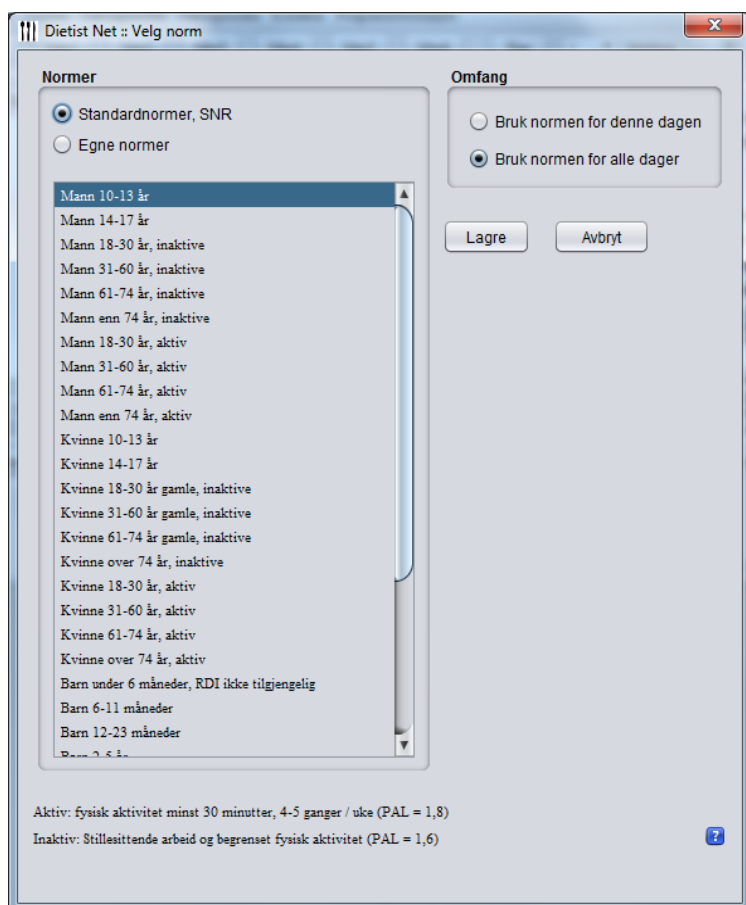 Dietist Net :: Velg norm
Normer
Standardnormer, SNR
Egne normer
Mann 10-13 år
Mann 14-17 år
Mann 18-30 år, inaktive
Mann 31-60 år, inaktive
Mann 61-74 år, inaktive
Mann enn 74 år, inaktive
Mann 18-30 år, aktiv
Mann 31-60 år, aktiv
Mann 61-74 år, aktiv
Mann enn 74 år, aktiv
Kvinne 10-13 år
Kvinne 14-17 år
Kvinne 18-30 år gamle, inaktive
Kvinne 31-60 år gamle, inaktive
Kvinne 61-74 år gamle, inaktive
Kvinne over 74 år, inaktive
Kvinne 18-30 år, aktiv
Kvinne 31-60 år, aktiv
Kvinne 61-74 år, aktiv
Kvinne over 74 år, aktiv
Barn under 6 måneder, RDI ikke tilgjengelig
Barn 6-11 måneder
Barn 12-23 måneder
Barn 2-5 år
Omfang
Bruk normen for denne dagen
Bruk normen for alle dager
Lagre
Avbryt
Aktiv: fysisk aktivitet minst 30 minutter, 4-5 ganger / uke (PAL = 1,8)
Inaktiv: Stillesittende arbeid og begrenset fysisk aktivitet (PAL = 1,6)
?